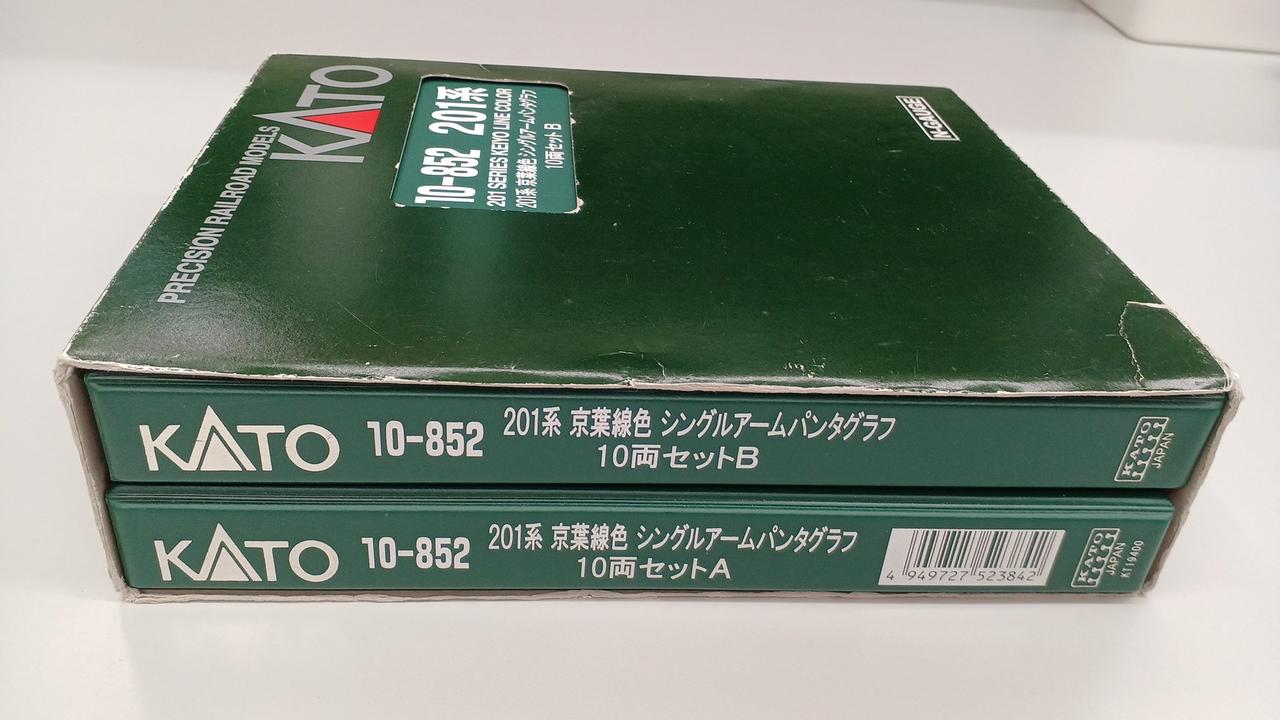 KATO
PRECISION RAILROAD MODELS
10-852 201系
201 SERIES KEIYO LINE COLOR
201系 京葉線色 シングルアームパンタグラフ
10両セット B
N-GAUGE
KATO 10-852 201系 京葉線色 シングルアームパンタグラフ
10両セットB
KATO
JAPAN
KATO 10-852 201系 京葉線色 シングルアームパンタグラフ
10両セットA
4 949727 523842
KATO
JAPAN
KT19400